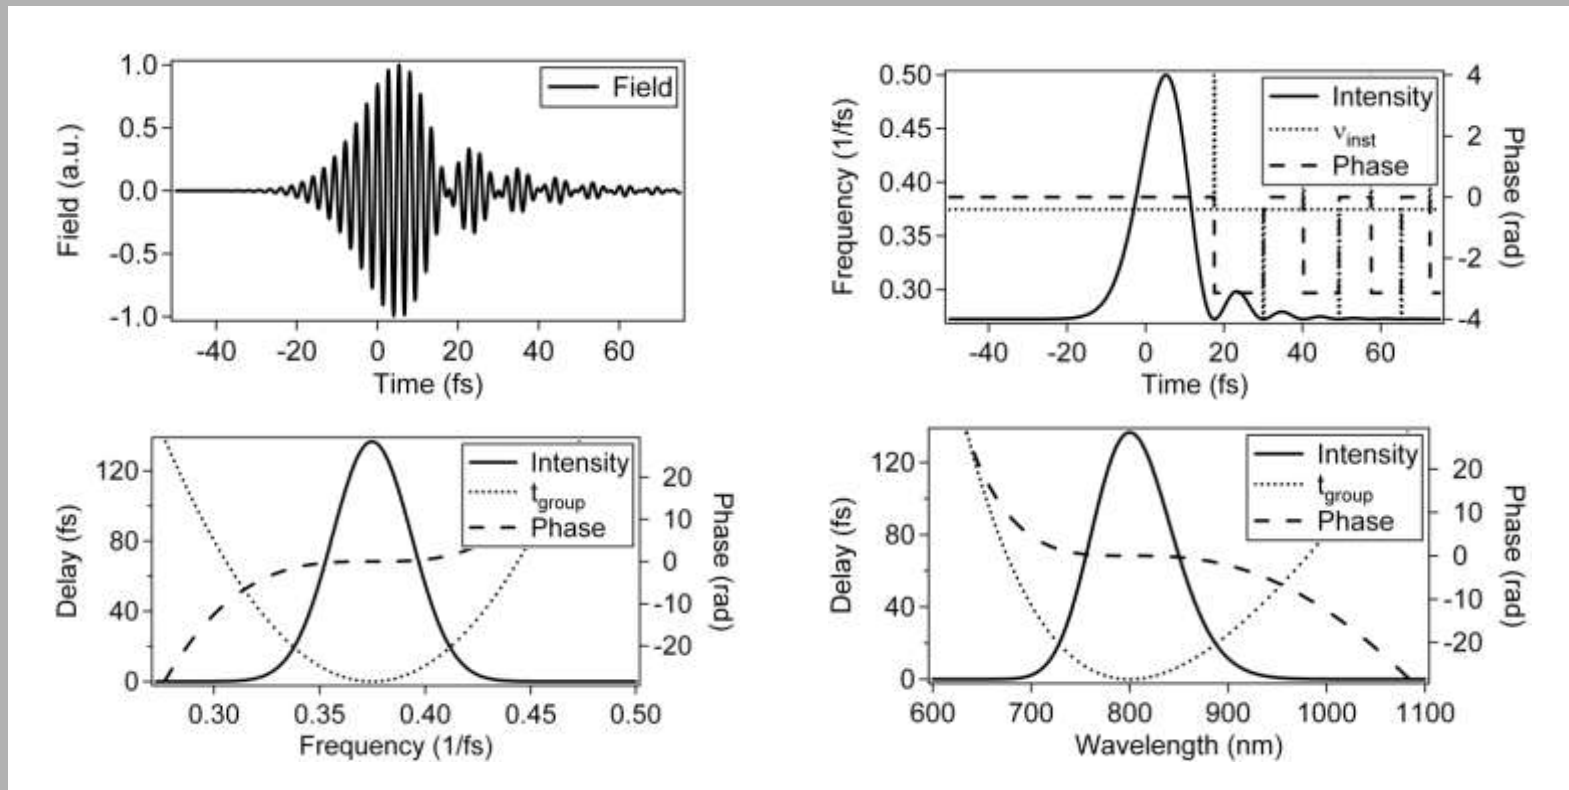 1.0
0.5
0.0
-0.5
-1.0
Field (a.u.)
Field
-40 -20 0 20 40 60
Time (fs)
0.50
0.45
0.40
0.35
0.30
Frequency (1/fs)
Intensity
νinst
Phase
4
2
0
-2
-4
Phase (rad)
-40 -20 0 20 40 60
Time (fs)
120
80
40
0
Delay (fs)
Intensity
tgroup
Phase
20
10
0
-10
-20
Phase (rad)
0.30 0.35 0.40 0.45 0.50
Frequency (1/fs)
120
80
40
0
Delay (fs)
Intensity
tgroup
Phase
20
10
0
-10
-20
Phase (rad)
600 700 800 900 1000 1100
Wavelength (nm)